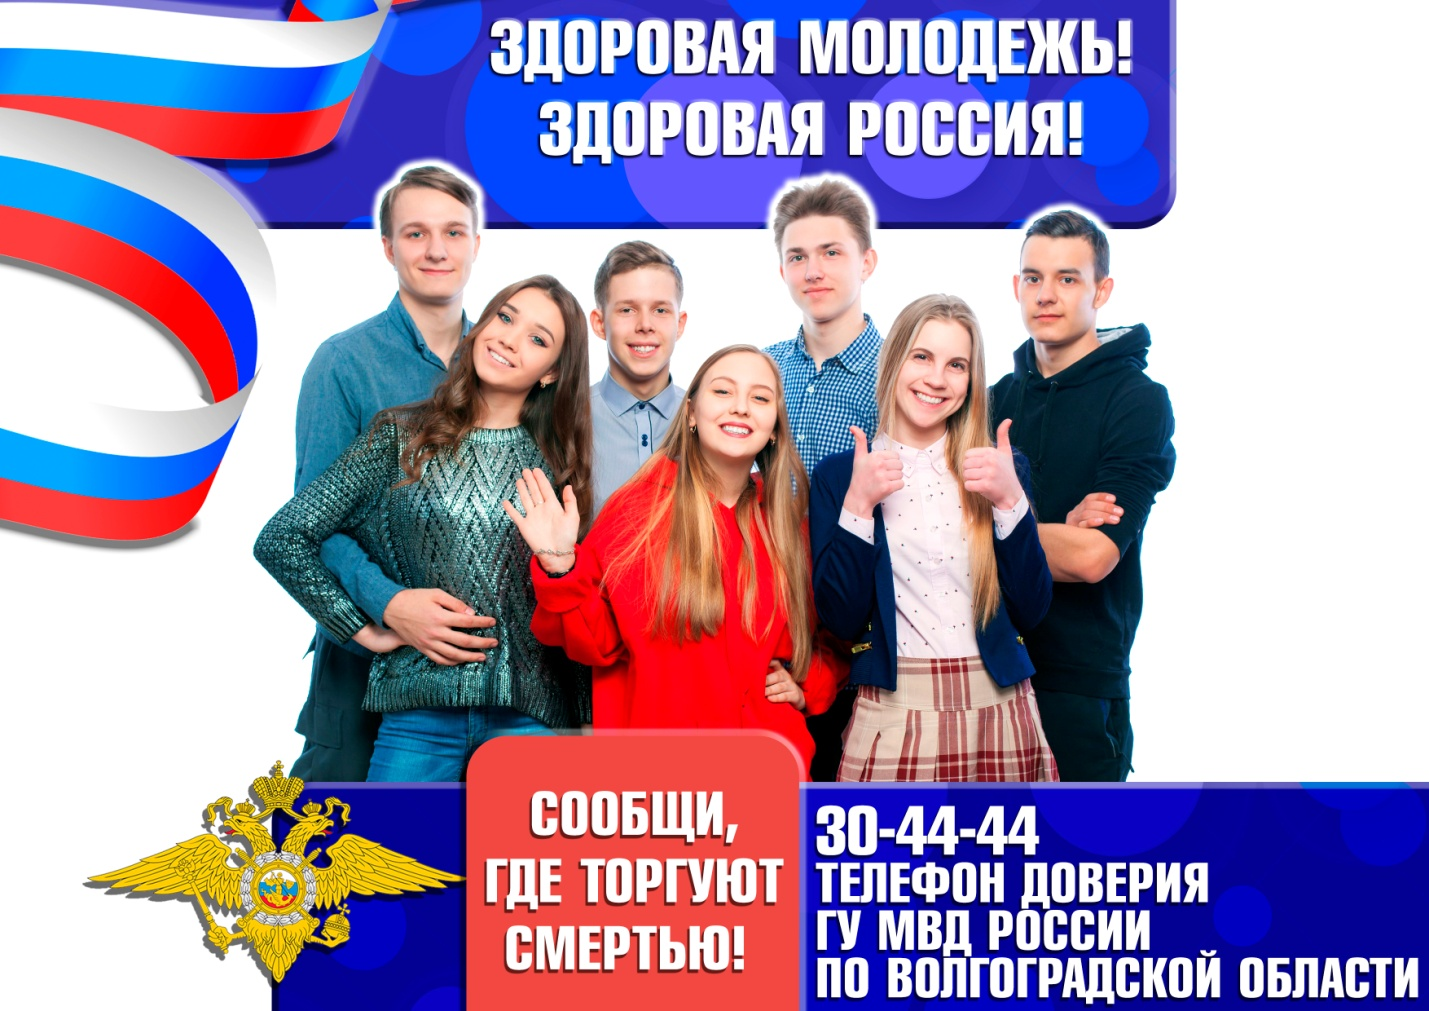 ЗДОРОВАЯ МОЛОДЕЖЬ!
ЗДОРОВАЯ РОССИЯ!
СООБЩИ,
ГДЕ ТОРГУЮТ
СМЕРТЬЮ!
30-44-44
ТЕЛЕФОН ДОВЕРИЯ
ГУ МВД РОССИИ
ПО ВОЛГОГРАДСКОЙ ОБЛАСТИ